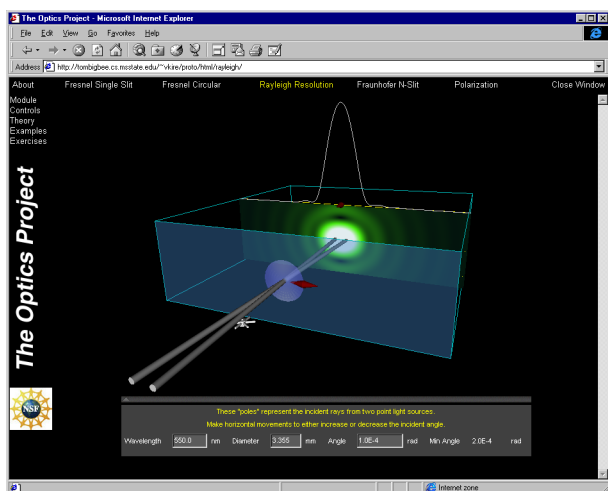 The Optics Project - Microsoft Internet Explorer
File Edit View Go Favorites Help
Address http://tombigbee.cs.msstate.edu/~vkire/proto/html/rayleigh/
About Fresnel Single Slit Fresnel Circular Rayleigh Resolution Fraunhofer N-Slit Polarization Close Window
Module
Controls
Theory
Examples
Exercises
The Optics Project
NSF
These "poles" represent the incident rays from two point light sources.
Make horizontal movements to either increase or decrease the incident angle.
Wavelength 550.0 nm Diameter 3.355 mm Angle 1.0E-4 rad Min Angle 2.0E-4 rad
Internet zone